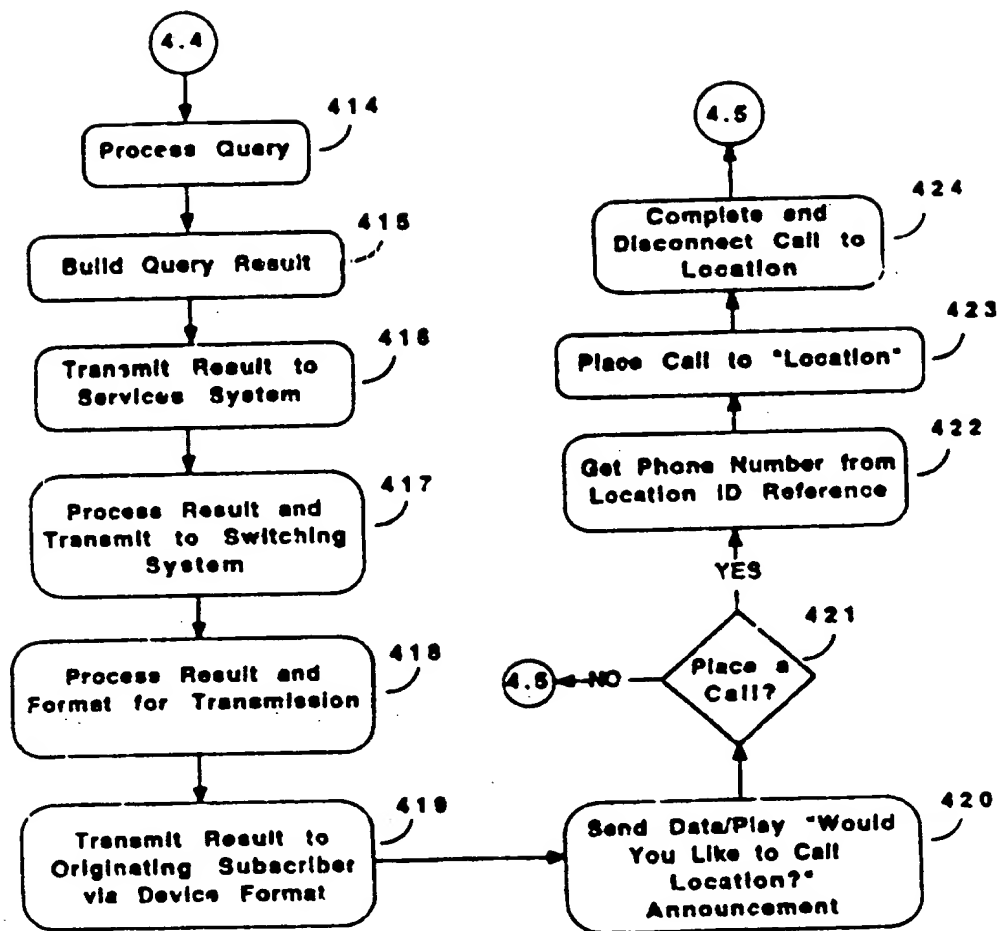 4.4
414
Process Query
415
Build Query Result
416
Transmit Result to
Services System
417
Process Result and
Transmit to Switching
System
418
Process Result and
Format for Transmission
419
Transmit Result to
Originating Subscriber
via Device Format
420
Send Data/Play "Would
You Like to Call
Location?"
Announcement
421
Place a
Call?
NO
4.5
YES
422
Get Phone Number from
Location ID Reference
423
Place Call to "Location"
424
Complete and
Disconnect Call to
Location
4.5